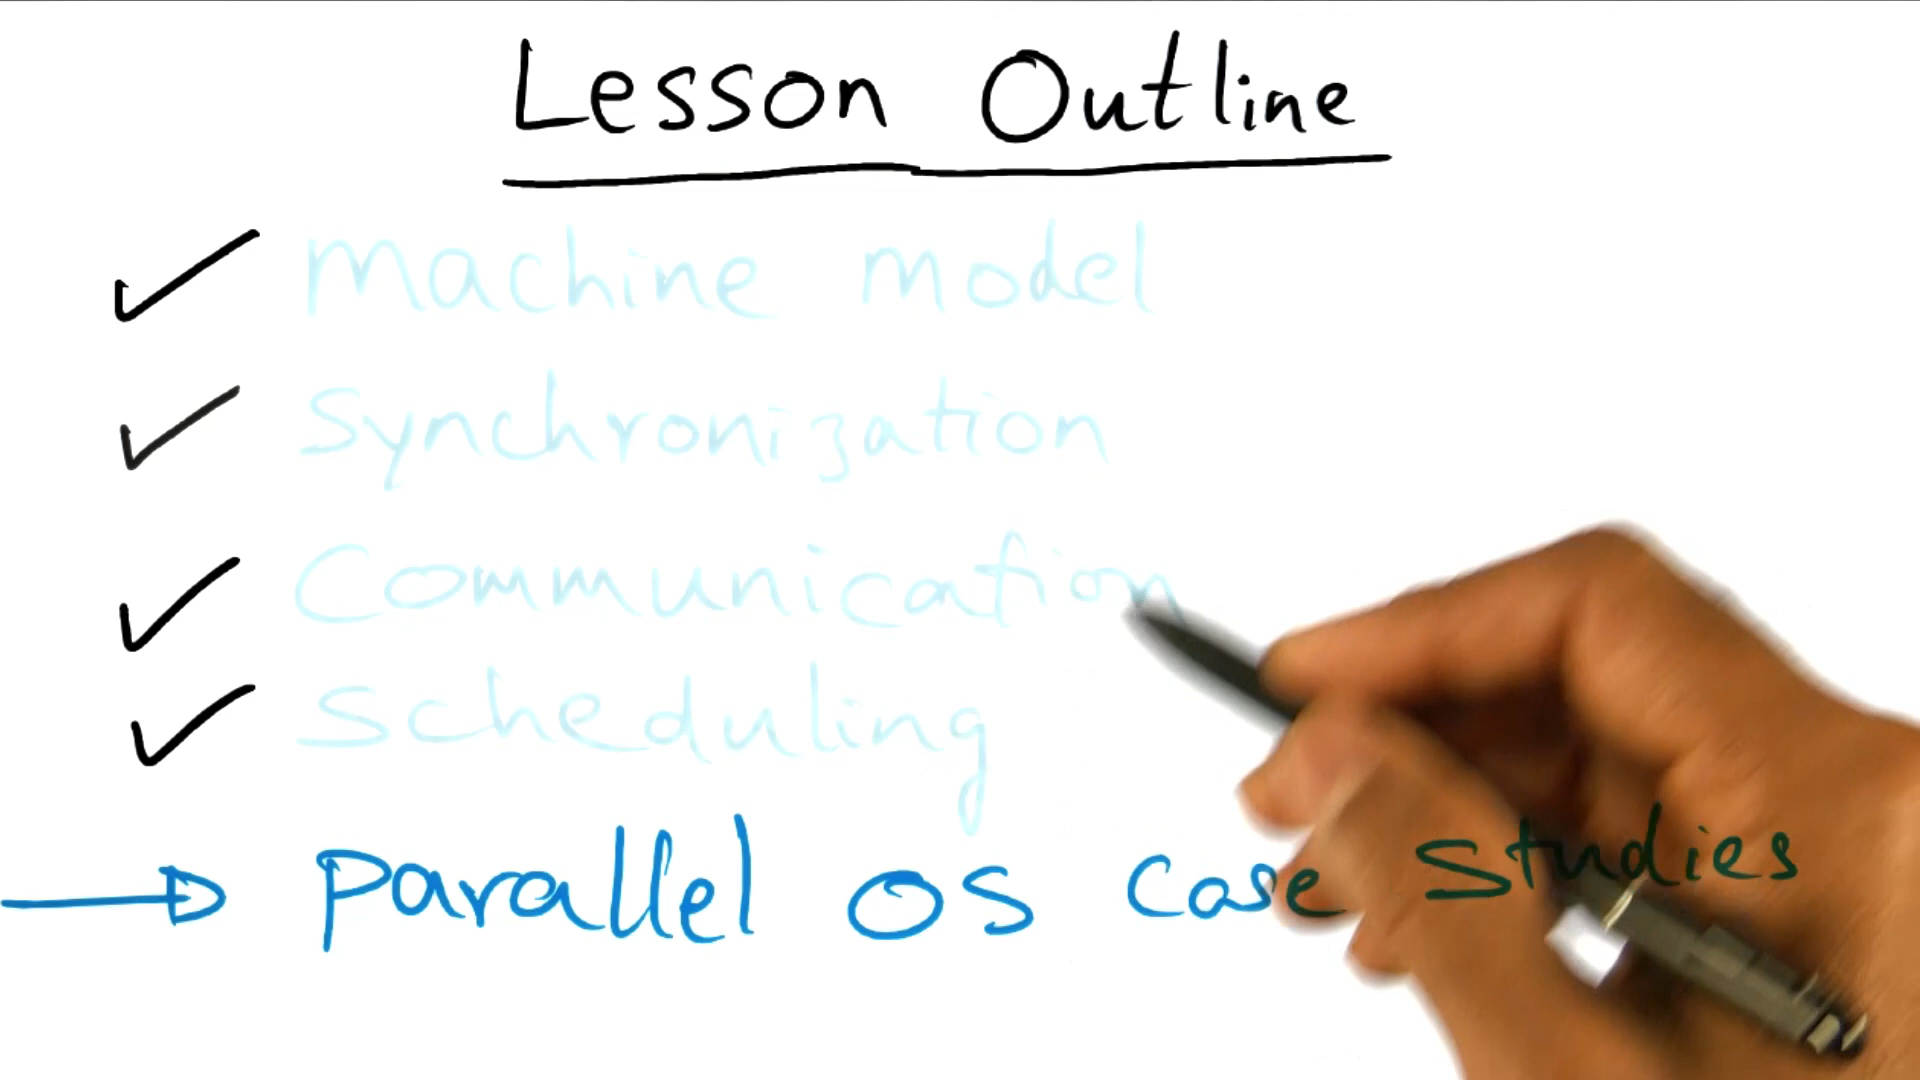 Lesson Outline
Machine model
Synchronization
Communication
Scheduling
parallel OS case studies